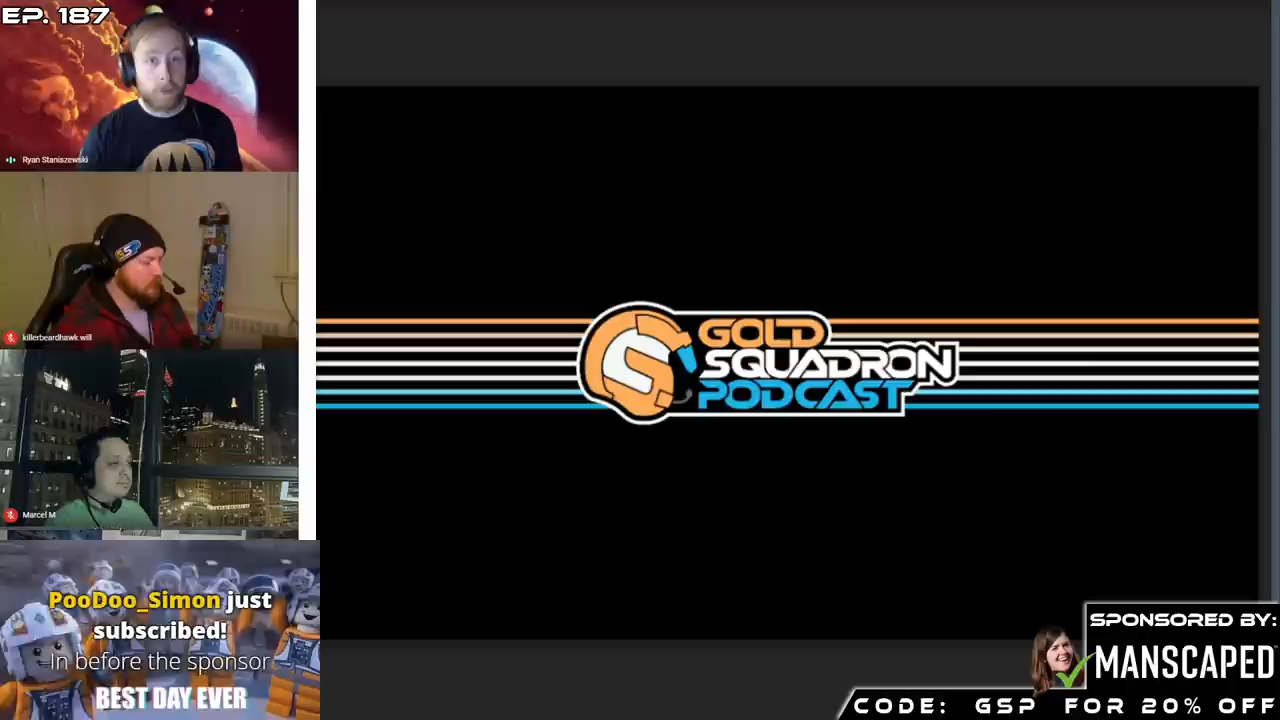 EP. 187
Ryan Staniszewski
killerbeardhawk.will
Marcel M
GOLD
SQUADRON
PODCAST
PooDoo_Simon just
subscribed!
In before the sponsor
BEST DAY EVER
SPONSORED BY:
MANSCAPED
CODE: GSP FOR 20% OFF